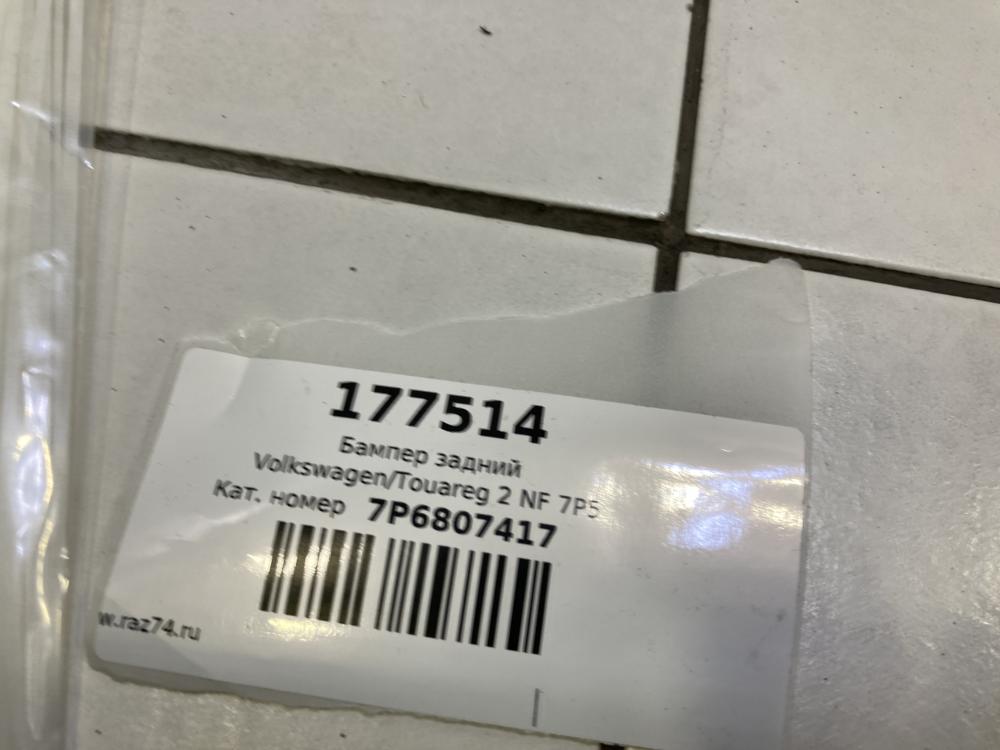 177514
Бампер задний
Volkswagen/Touareg 2 NF 7P5
Кат. номер 7P6807417
w.raz74.ru